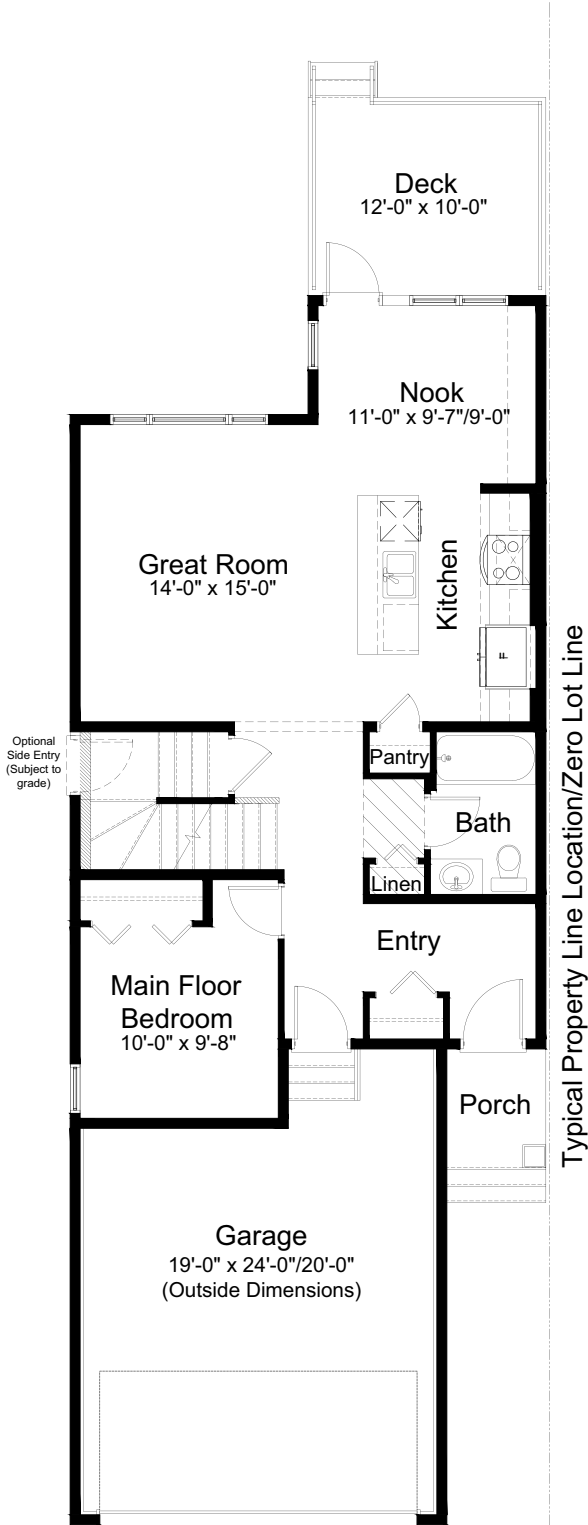 Deck
12'-0" x 10'-0"
Nook
11'-0" x 9'-7"/9'-0"
Great Room
14'-0" x 15'-0"
Kitchen
F
Optional
Side Entry
(Subject to
grade)
Pantry
Bath
Linen
Entry
Main Floor
Bedroom
10'-0" x 9'-8"
Porch
Garage
19'-0" x 24'-0"/20'-0"
(Outside Dimensions)
Typical Property Line Location/Zero Lot Line